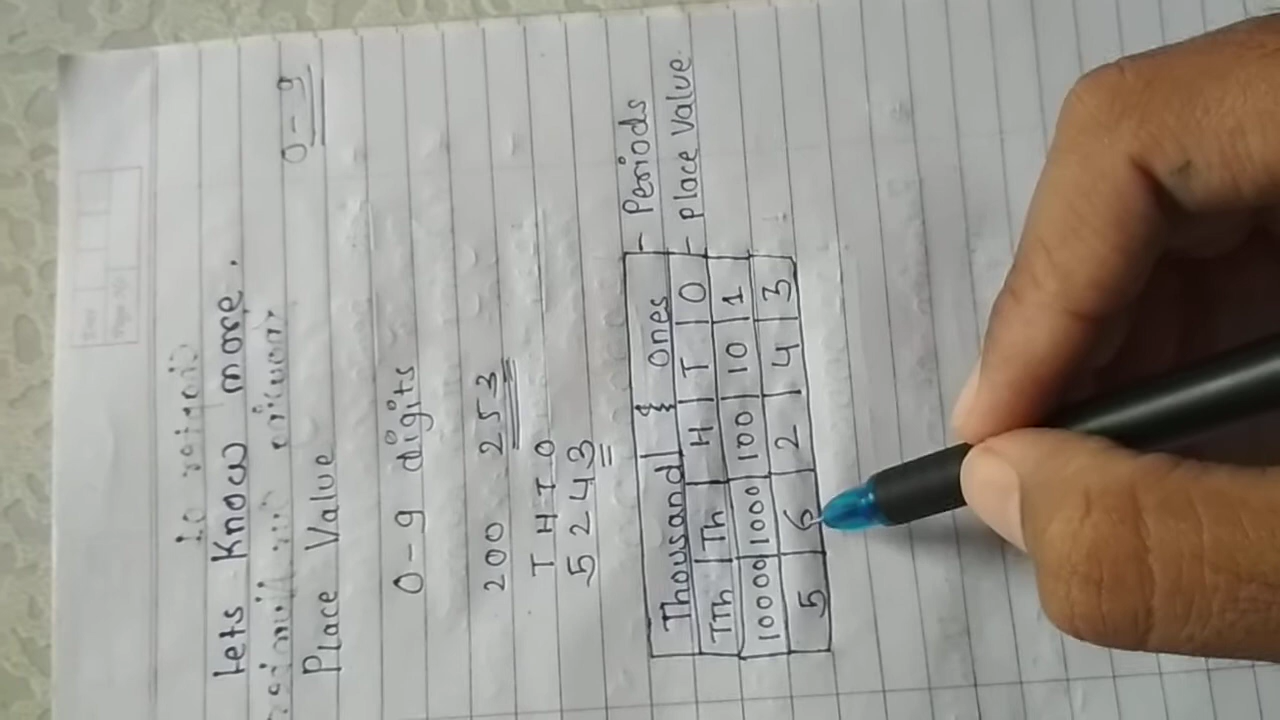 Lets Know more.
Place Value 0-9
0-9 digits
200 253
T H T O
5 2 4 3
Thousand ones - Periods
TTh Th H T O - Place Value
10000 1000 100 10 1
5 6 2 4 3